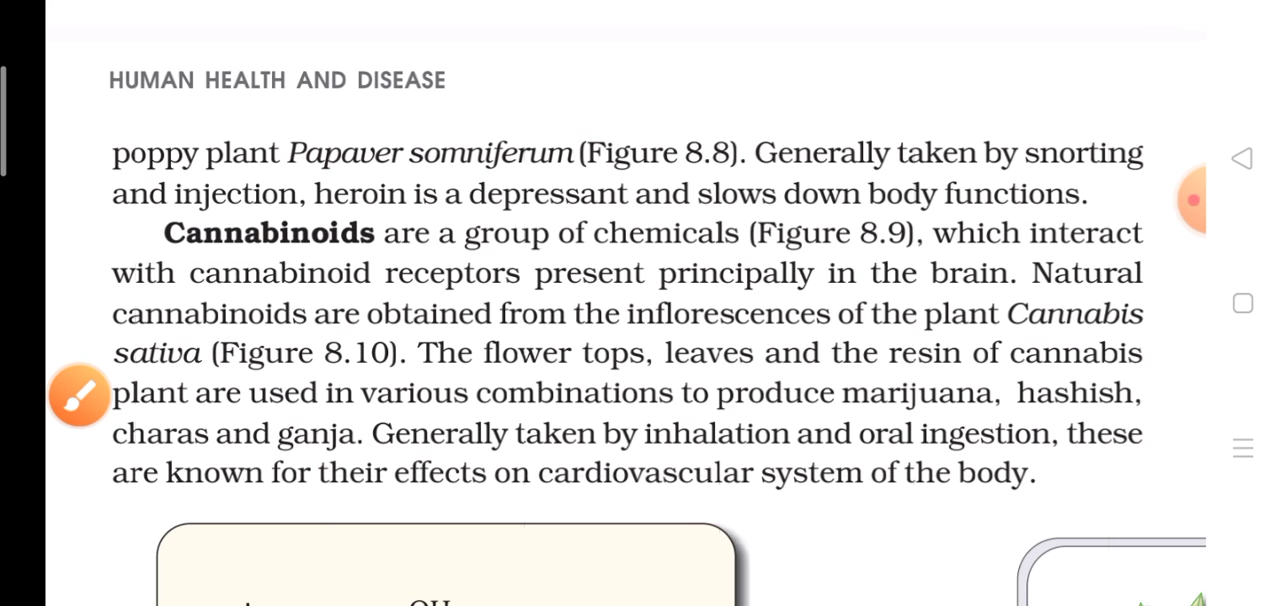 HUMAN HEALTH AND DISEASE
poppy plant Papaver somniferum (Figure 8.8). Generally taken by snorting
and injection, heroin is a depressant and slows down body functions.
Cannabinoids are a group of chemicals (Figure 8.9), which interact
with cannabinoid receptors present principally in the brain. Natural
cannabinoids are obtained from the inflorescences of the plant Cannabis
sativa (Figure 8.10). The flower tops, leaves and the resin of cannabis
plant are used in various combinations to produce marijuana, hashish,
charas and ganja. Generally taken by inhalation and oral ingestion, these
are known for their effects on cardiovascular system of the body.
OH